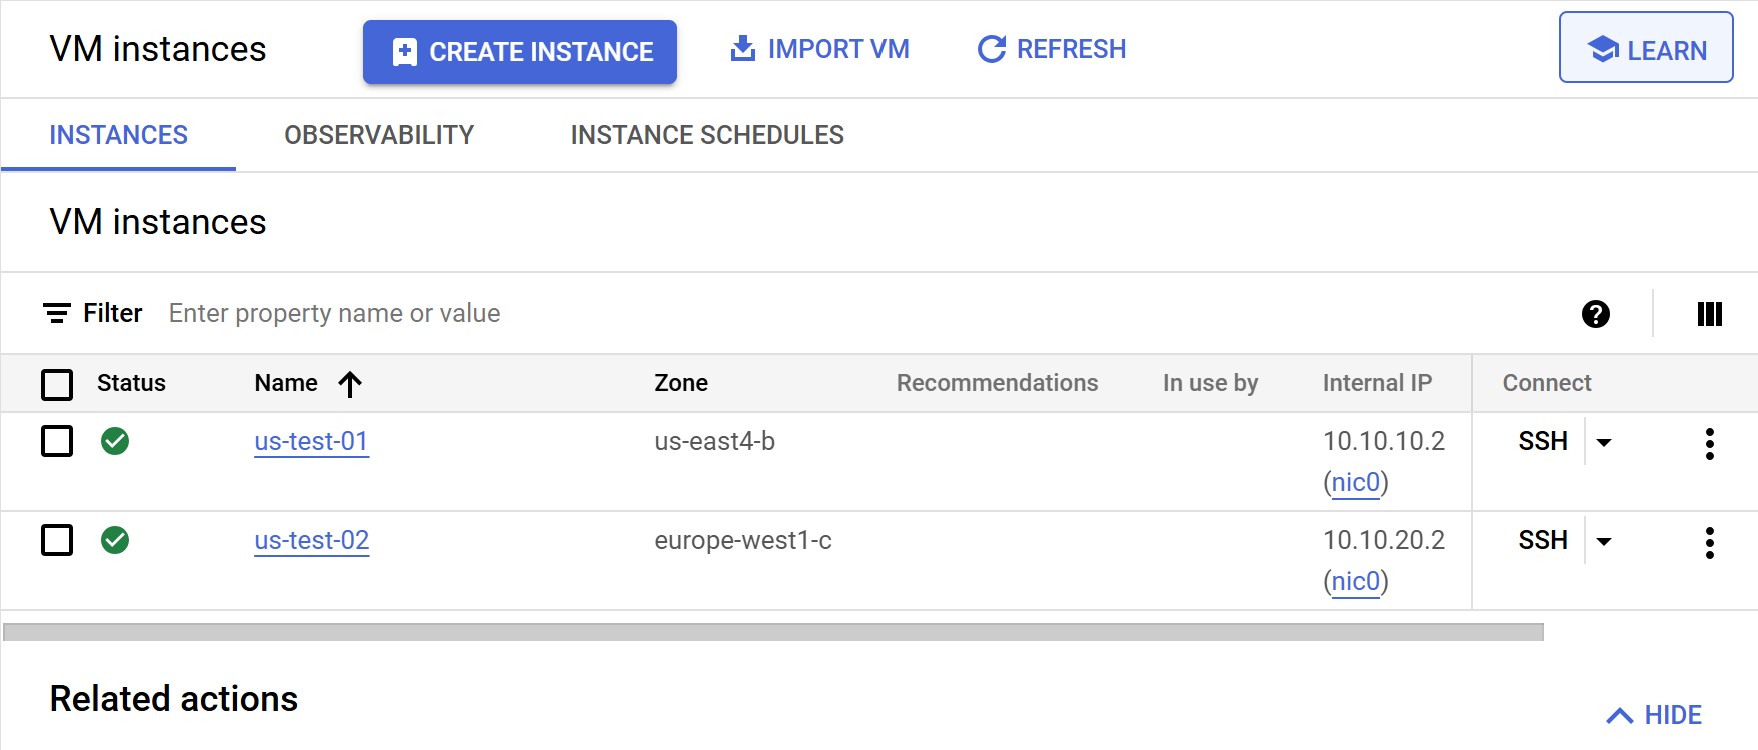 VM instances CREATE INSTANCE IMPORT VM REFRESH LEARN
INSTANCES OBSERVABILITY INSTANCE SCHEDULES
VM instances
Filter Enter property name or value
Status Name Zone Recommendations In use by Internal IP Connect
us-test-01 us-east4-b 10.10.10.2 SSH
(nic0)
us-test-02 europe-west1-c 10.10.20.2 SSH
(nic0)
Related actions
HIDE